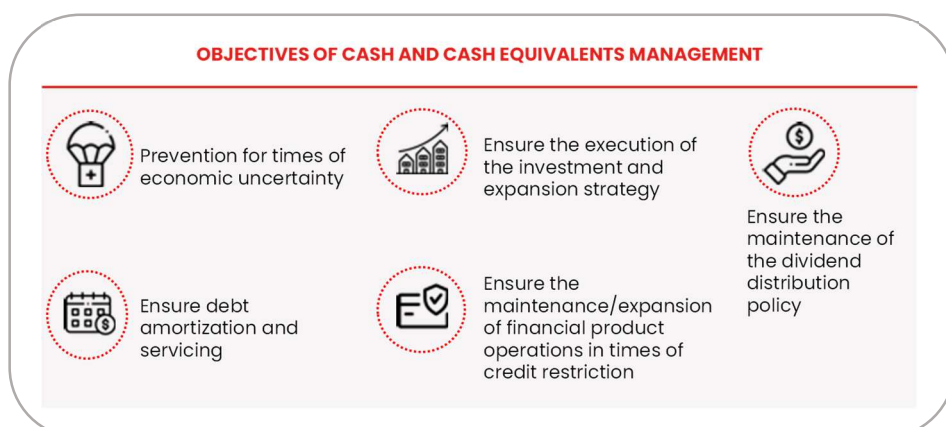 OBJECTIVES OF CASH AND CASH EQUIVALENTS MANAGEMENT
Prevention for times of
economic uncertainty
Ensure the execution of
the investment and
expansion strategy
Ensure the
maintenance of
the dividend
distribution
policy
Ensure debt
amortization and
servicing
Ensure the
maintenance/expansion
of financial product
operations in times of
credit restriction